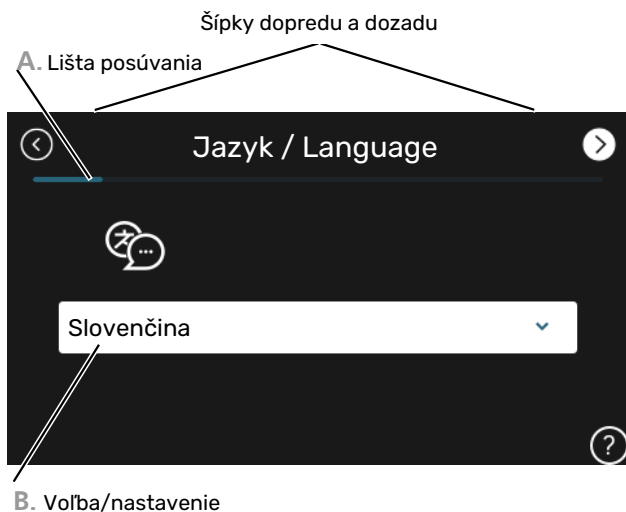 Šípky dopredu a dozadu
A. Lišta posúvania
Jazyk / Language
Slovenčina
?
B. Voľba/nastavenie